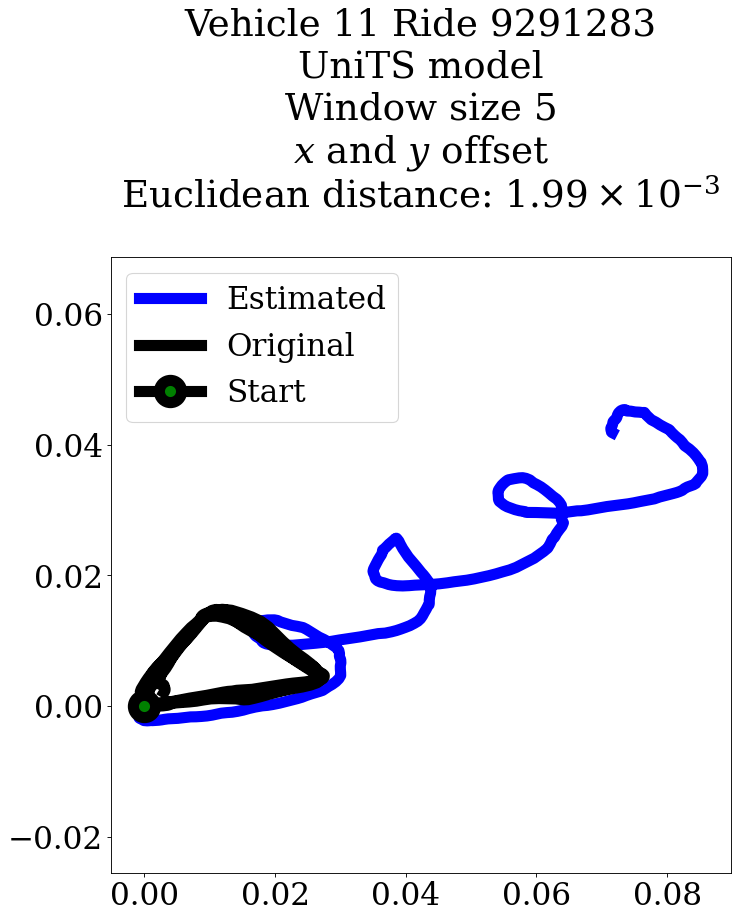 Vehicle 11 Ride 9291283
UniTS model
Window size 5
x and y offset
Euclidean distance: 1.99 × 10⁻³
Estimated
Original
Start
0.06
0.04
0.02
0.00
−0.02
0.00 0.02 0.04 0.06 0.08